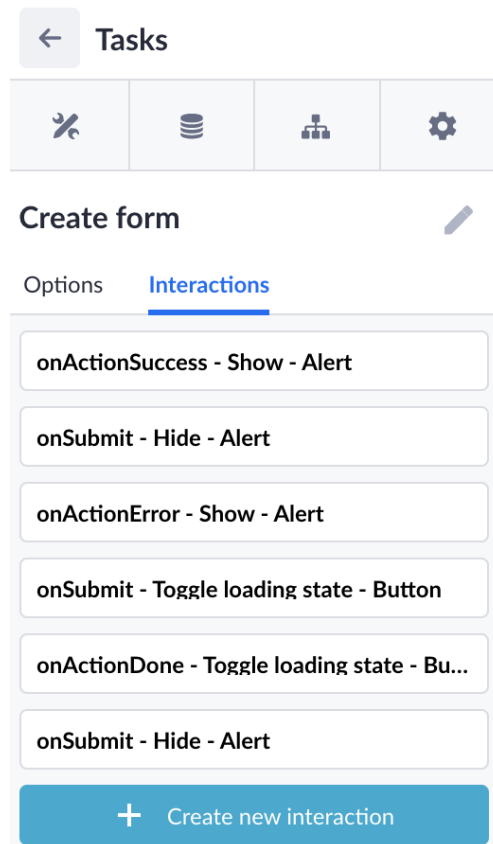 Tasks
Create form
Options Interactions
onActionSuccess - Show - Alert
onSubmit - Hide - Alert
onActionError - Show - Alert
onSubmit - Toggle loading state - Button
onActionDone - Toggle loading state - Bu...
onSubmit - Hide - Alert
Create new interaction